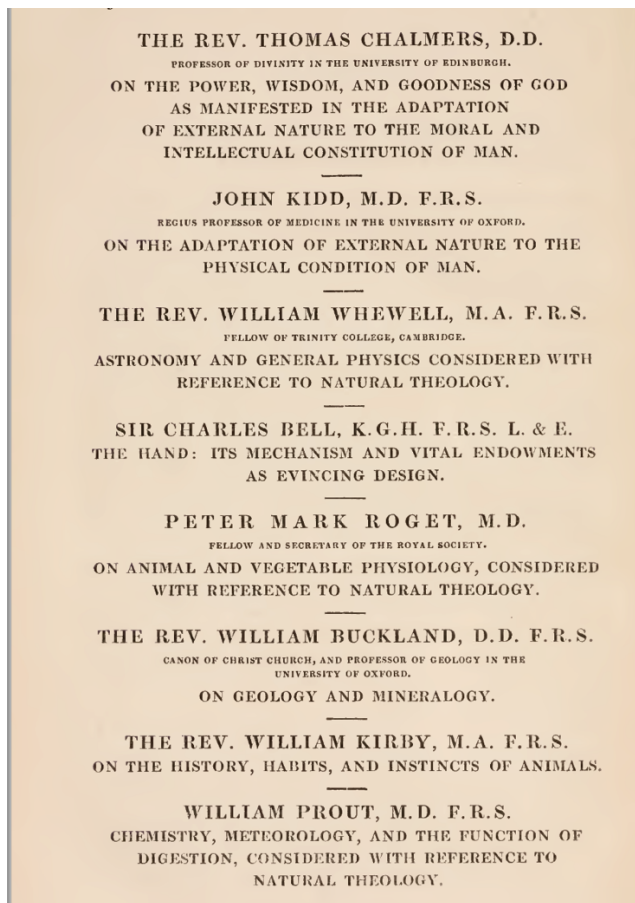 THE REV. THOMAS CHALMERS, D.D.
PROFESSOR OF DIVINITY IN THE UNIVERSITY OF EDINBURGH.
ON THE POWER, WISDOM, AND GOODNESS OF GOD
AS MANIFESTED IN THE ADAPTATION
OF EXTERNAL NATURE TO THE MORAL AND
INTELLECTUAL CONSTITUTION OF MAN.
JOHN KIDD, M.D. F.R.S.
REGIUS PROFESSOR OF MEDICINE IN THE UNIVERSITY OF OXFORD.
ON THE ADAPTATION OF EXTERNAL NATURE TO THE
PHYSICAL CONDITION OF MAN.
THE REV. WILLIAM WHEWELL, M.A. F.R.S.
FELLOW OF TRINITY COLLEGE, CAMBRIDGE.
ASTRONOMY AND GENERAL PHYSICS CONSIDERED WITH
REFERENCE TO NATURAL THEOLOGY.
SIR CHARLES BELL, K.G.H. F.R.S. L. & E.
THE HAND: ITS MECHANISM AND VITAL ENDOWMENTS
AS EVINCING DESIGN.
PETER MARK ROGET, M.D.
FELLOW AND SECRETARY OF THE ROYAL SOCIETY.
ON ANIMAL AND VEGETABLE PHYSIOLOGY, CONSIDERED
WITH REFERENCE TO NATURAL THEOLOGY.
THE REV. WILLIAM BUCKLAND, D.D. F.R.S.
CANON OF CHRIST CHURCH, AND PROFESSOR OF GEOLOGY IN THE
UNIVERSITY OF OXFORD.
ON GEOLOGY AND MINERALOGY.
THE REV. WILLIAM KIRBY, M.A. F.R.S.
ON THE HISTORY, HABITS, AND INSTINCTS OF ANIMALS.
WILLIAM PROUT, M.D. F.R.S.
CHEMISTRY, METEOROLOGY, AND THE FUNCTION OF
DIGESTION, CONSIDERED WITH REFERENCE TO
NATURAL THEOLOGY.